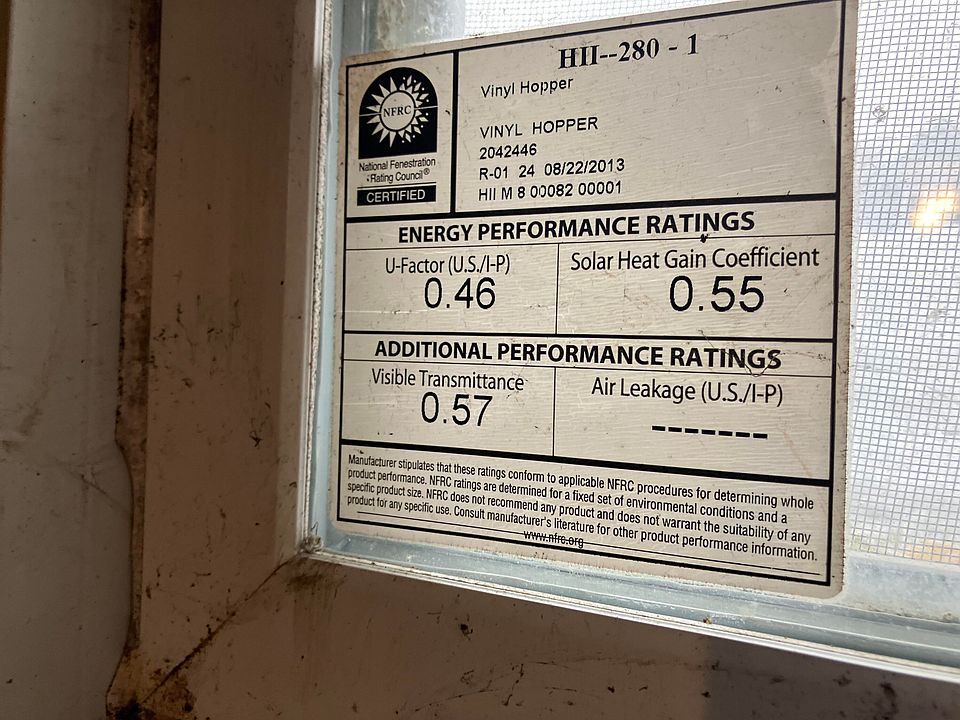 HII--280 - 1
Vinyl Hopper
VINYL HOPPER
2042446
R-01 24 08/22/2013
HII M 8 00082 00001
NFRC
National Fenestration
Rating Council®
CERTIFIED
ENERGY PERFORMANCE RATINGS
U-Factor (U.S./I-P)
0.46
Solar Heat Gain Coefficient
0.55
ADDITIONAL PERFORMANCE RATINGS
Visible Transmittance
0.57
Air Leakage (U.S./I-P)
-------
Manufacturer stipulates that these ratings conform to applicable NFRC procedures for determining whole
product performance. NFRC ratings are determined for a fixed set of environmental conditions and a
specific product size. NFRC does not recommend any product and does not warrant the suitability of any
product for any specific use. Consult manufacturer's literature for other product performance information.
www.nfrc.org